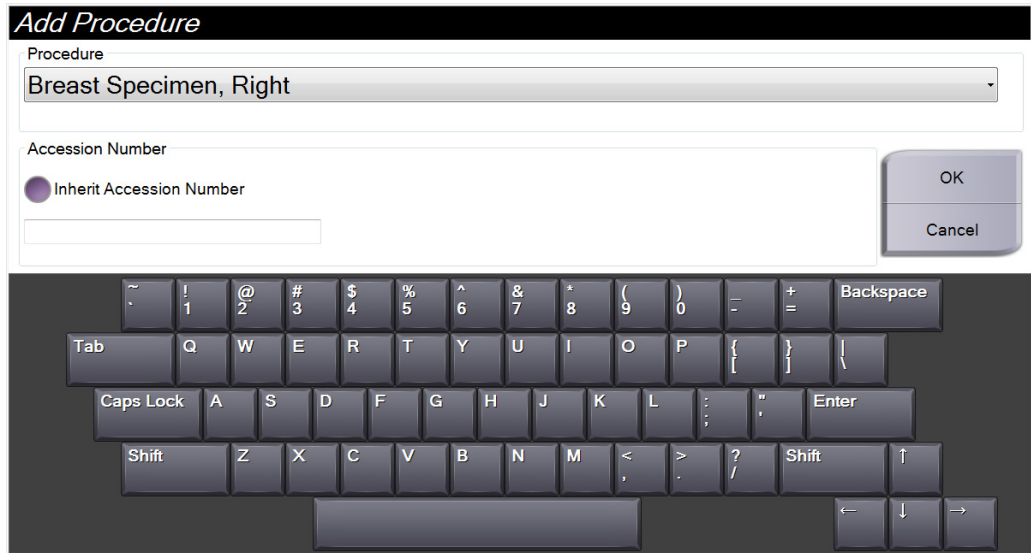 Add Procedure
Procedure
Breast Specimen, Right
Accession Number
Inherit Accession Number
OK
Cancel
~ ` ! 1 @ 2 # 3 $ 4 % 5 ^ 6 & 7 * 8 ( 9 ) 0 _ - + = Backspace
Tab Q W E R T Y U I O P { [ } ] | \
Caps Lock A S D F G H J K L : ; " ' Enter
Shift Z X C V B N M < , > . ? / Shift ↑
← ↓ →